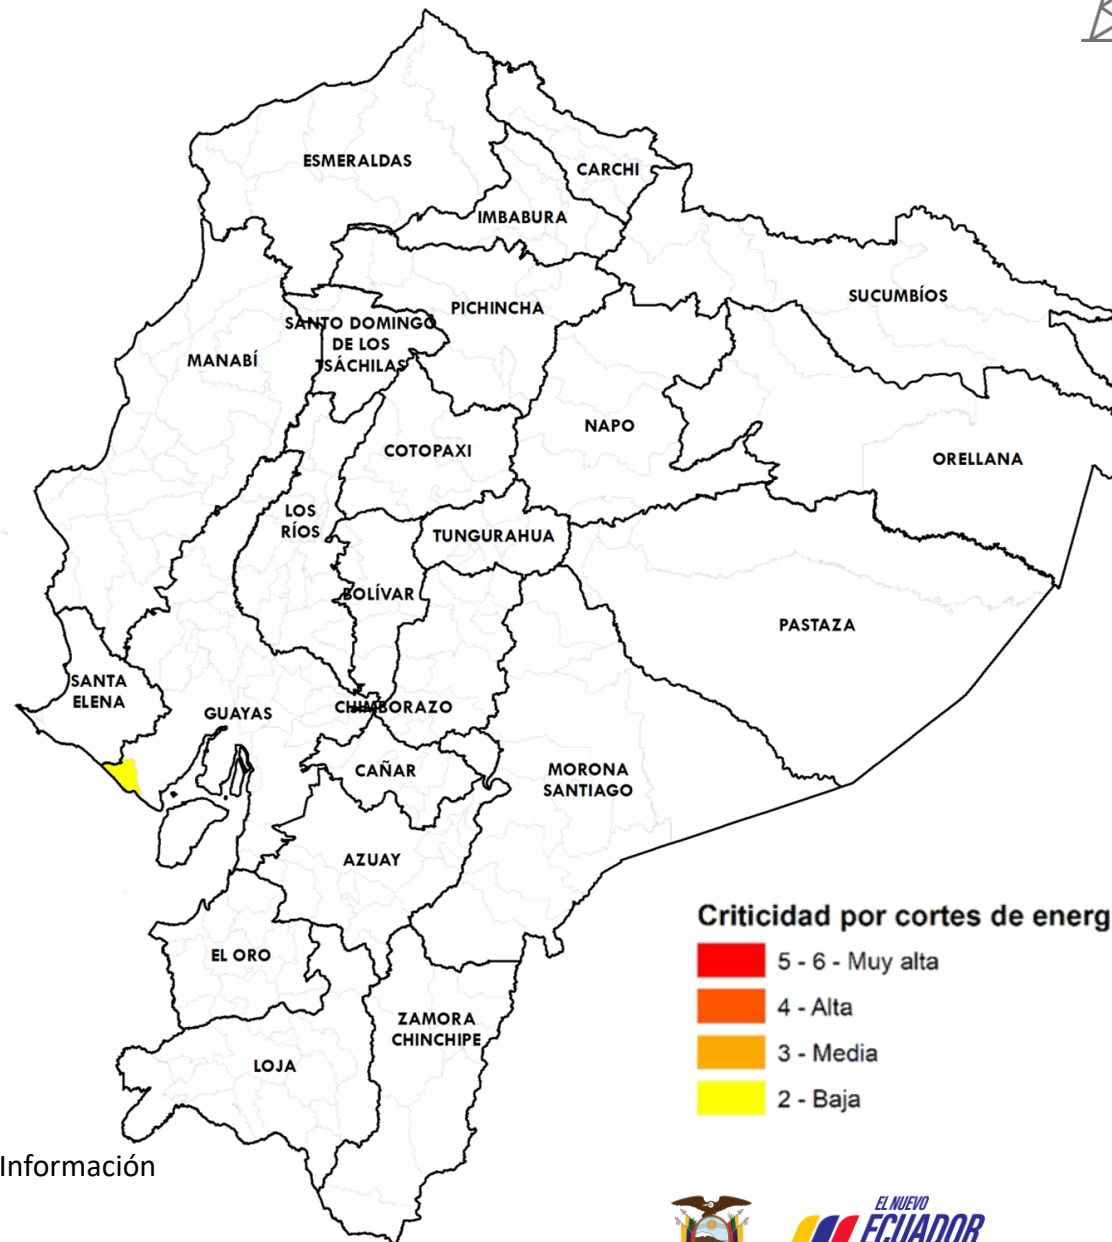 ESMERALDAS
CARCHI
IMBABURA
SUCUMBÍOS
PICHINCHA
SANTO DOMINGO
DE LOS
TSÁCHILAS
MANABÍ
NAPO
COTOPAXI
ORELLANA
LOS
RÍOS
TUNGURAHUA
BOLÍVAR
PASTAZA
SANTA
ELENA
GUAYAS
CHIMBORAZO
CAÑAR
MORONA
SANTIAGO
AZUAY
EL ORO
ZAMORA
CHINCHIPE
LOJA
Criticidad por cortes de energ
5 - 6 - Muy alta
4 - Alta
3 - Media
2 - Baja
Información
EL NUEVO
ECUADOR